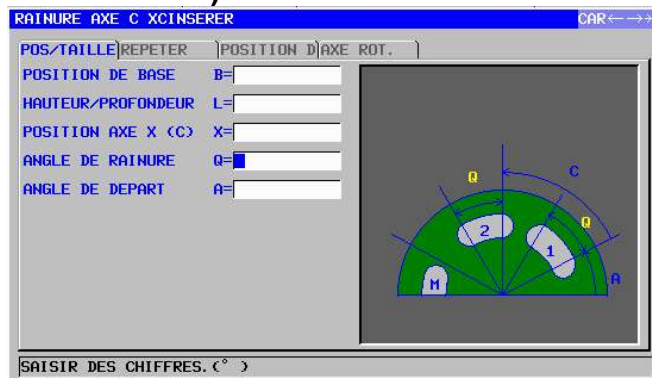 RAINURE AXE C XCINSERER CAR←--→
POS/TAILLE REPETER POSITION D AXE ROT.
POSITION DE BASE B=
HAUTEUR/PROFONDEUR L=
POSITION AXE X (C) X=
ANGLE DE RAINURE Q=
ANGLE DE DEPART A=
Q C
Q
2
1
M A
SAISIR DES CHIFFRES.(° )